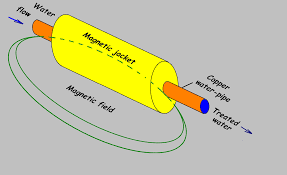 Water
flow
Magnetic jacket
Copper
water-pipe
Magnetic field
Treated
water